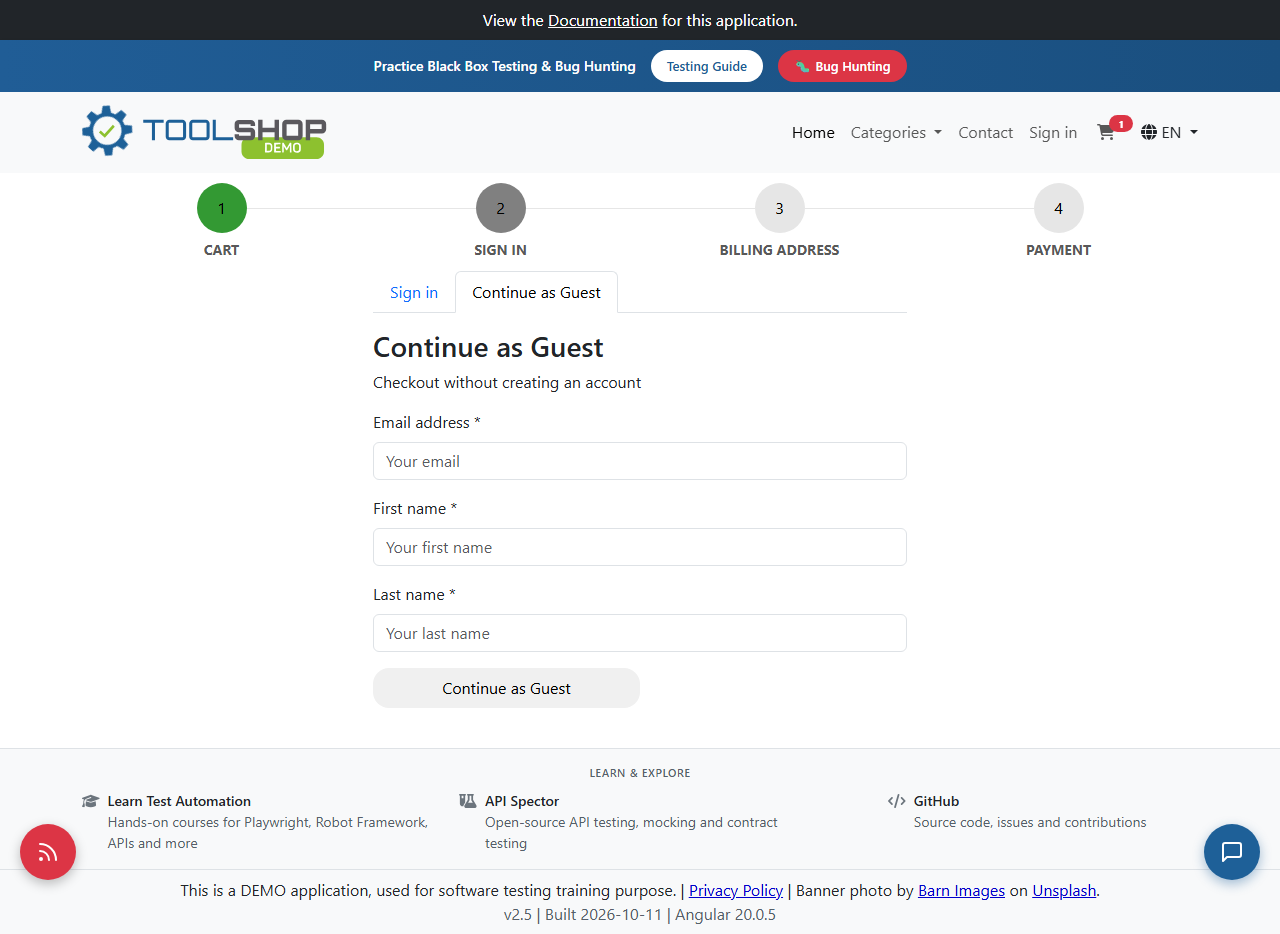 View the Documentation for this application.
Practice Black Box Testing & Bug Hunting Testing Guide Bug Hunting
TOOLSHOP
DEMO
Home Categories Contact Sign in 1 EN
1 2 3 4
CART SIGN IN BILLING ADDRESS PAYMENT
Sign in Continue as Guest
Continue as Guest
Checkout without creating an account
Email address *
Your email
First name *
Your first name
Last name *
Your last name
Continue as Guest
LEARN & EXPLORE
Learn Test Automation
Hands-on courses for Playwright, Robot Framework,
APIs and more
API Spector
Open-source API testing, mocking and contract
testing
GitHub
Source code, issues and contributions
This is a DEMO application, used for software testing training purpose. | Privacy Policy | Banner photo by Barn Images on Unsplash.
v2.5 | Built 2026-10-11 | Angular 20.0.5